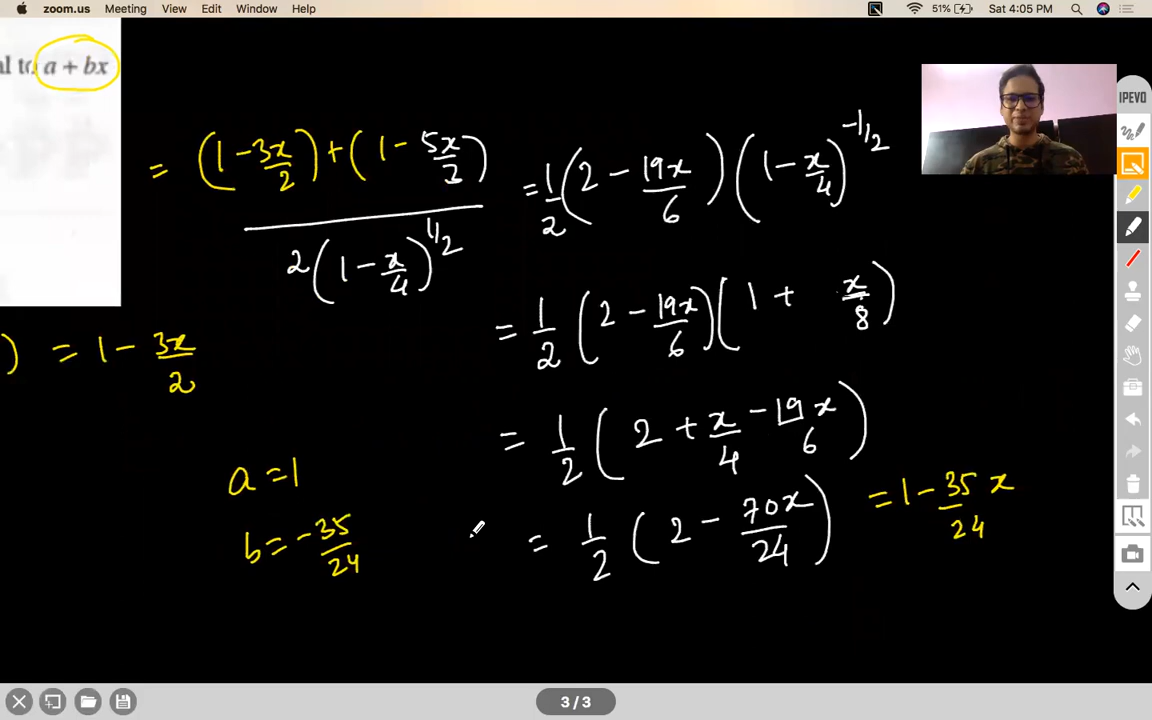 zoom.us Meeting View Edit Window Help 51% Sat 4:05 PM
al to a + bx
IPEVO
= (1 - 3x/2) + (1 - 5x/2) / 2(1 - x/4)^1/2
= 1/2 (2 - 19x/6) (1 - x/4)^-1/2
= 1/2 (2 - 19x/6) (1 + x/8)
) = 1 - 3x/2
= 1/2 (2 + x/4 - 19x/6)
a = 1
b = -35/24
= 1/2 (2 - 70x/24) = 1 - 35/24 x
3/3